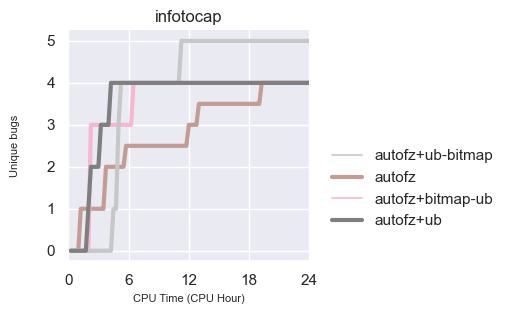 infotocap
Unique bugs
5
4
3
2
1
0
0 6 12 18 24
CPU Time (CPU Hour)
autofz+ub-bitmap
autofz
autofz+bitmap-ub
autofz+ub